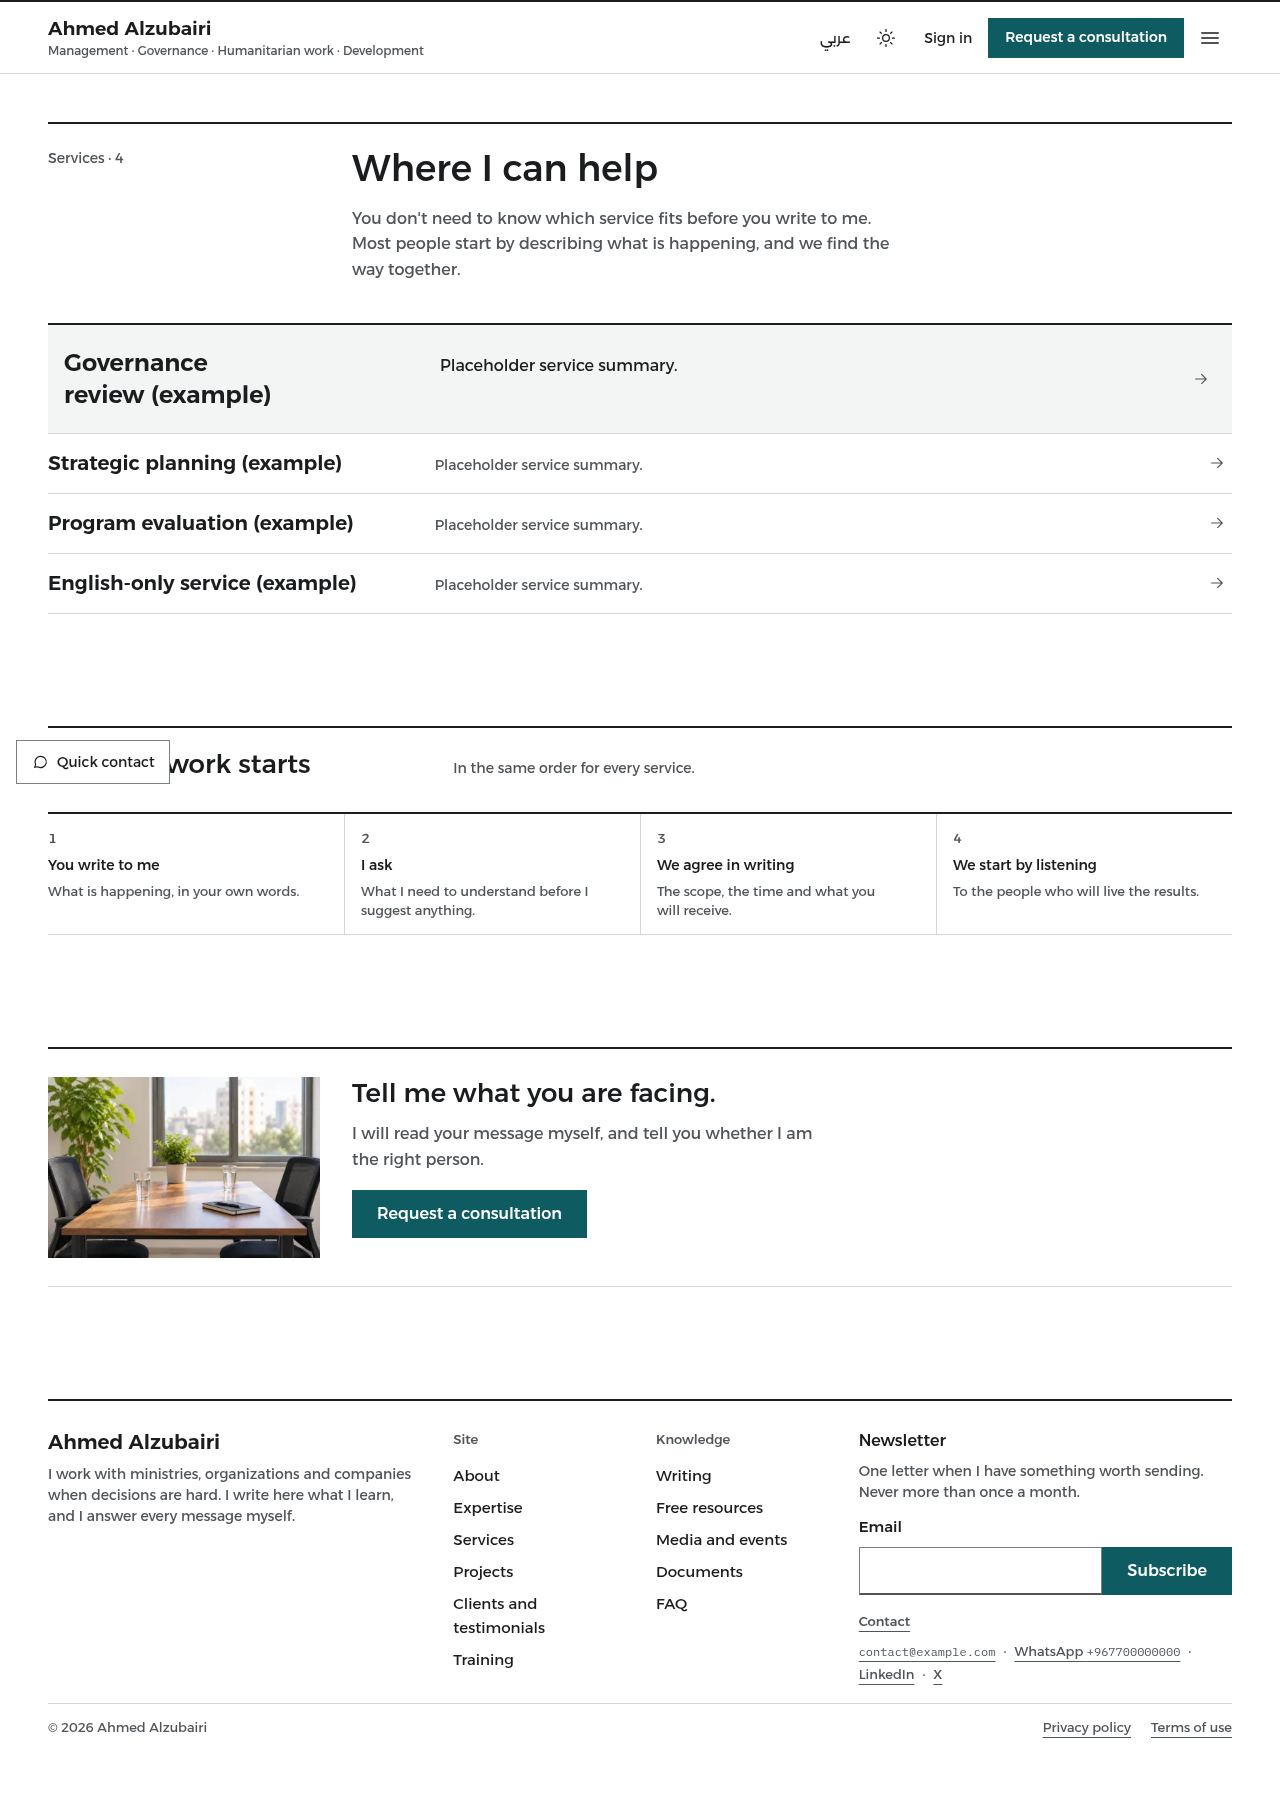 Ahmed Alzubairi
Management · Governance · Humanitarian work · Development
عربي
Sign in
Request a consultation
Services · 4
Where I can help
You don't need to know which service fits before you write to me.
Most people start by describing what is happening, and we find the
way together.
Governance
review (example)
Placeholder service summary.
Strategic planning (example)
Placeholder service summary.
Program evaluation (example)
Placeholder service summary.
English-only service (example)
Placeholder service summary.
Quick contact
work starts
In the same order for every service.
1
You write to me
What is happening, in your own words.
2
I ask
What I need to understand before I
suggest anything.
3
We agree in writing
The scope, the time and what you
will receive.
4
We start by listening
To the people who will live the results.
Tell me what you are facing.
I will read your message myself, and tell you whether I am
the right person.
Request a consultation
Ahmed Alzubairi
I work with ministries, organizations and companies
when decisions are hard. I write here what I learn,
and I answer every message myself.
Site
About
Expertise
Services
Projects
Clients and
testimonials
Training
Knowledge
Writing
Free resources
Media and events
Documents
FAQ
Newsletter
One letter when I have something worth sending.
Never more than once a month.
Email
Subscribe
Contact
contact@example.com · WhatsApp +967700000000 ·
LinkedIn · X
© 2026 Ahmed Alzubairi
Privacy policy
Terms of use